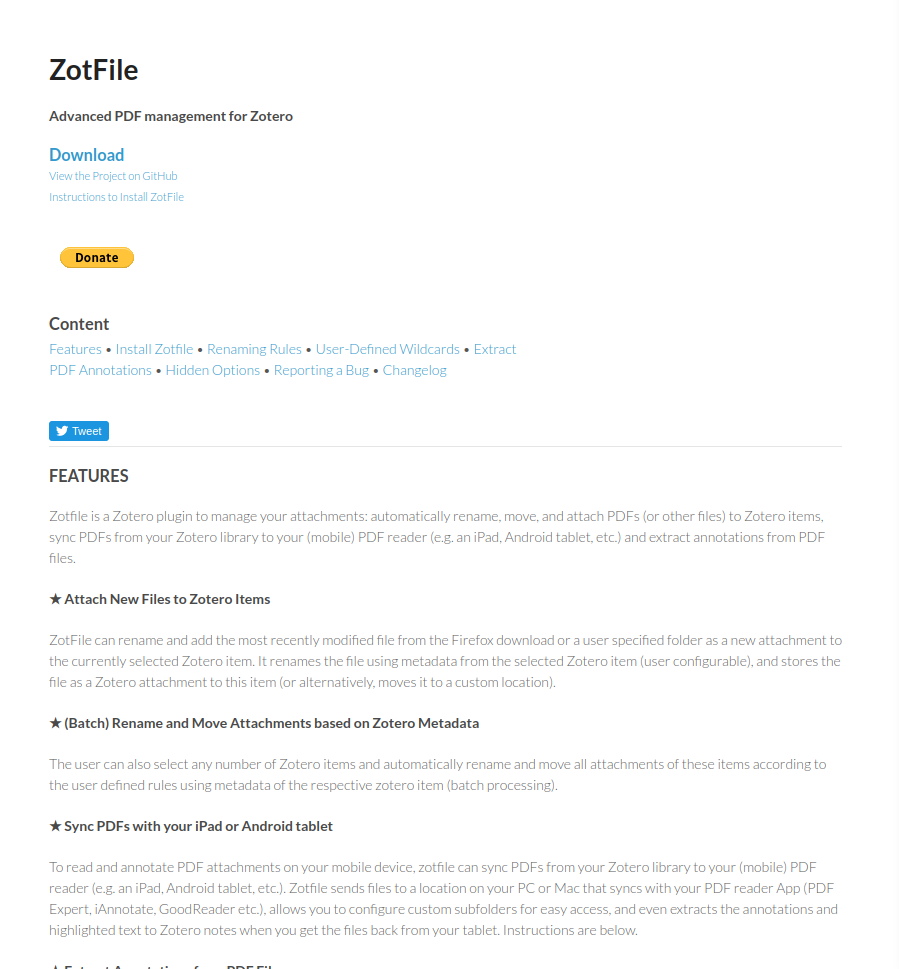 ZotFile
Advanced PDF management for Zotero
Download
View the Project on GitHub
Instructions to Install ZotFile
Donate
Content
Features • Install Zotfile • Renaming Rules • User-Defined Wildcards • Extract
PDF Annotations • Hidden Options • Reporting a Bug • Changelog
Tweet
FEATURES
Zotfile is a Zotero plugin to manage your attachments: automatically rename, move, and attach PDFs (or other files) to Zotero items,
sync PDFs from your Zotero library to your (mobile) PDF reader (e.g. an iPad, Android tablet, etc.) and extract annotations from PDF
files.
★ Attach New Files to Zotero Items
ZotFile can rename and add the most recently modified file from the Firefox download or a user specified folder as a new attachment to
the currently selected Zotero item. It renames the file using metadata from the selected Zotero item (user configurable), and stores the
file as a Zotero attachment to this item (or alternatively, moves it to a custom location).
★ (Batch) Rename and Move Attachments based on Zotero Metadata
The user can also select any number of Zotero items and automatically rename and move all attachments of these items according to
the user defined rules using metadata of the respective zotero item (batch processing).
★ Sync PDFs with your iPad or Android tablet
To read and annotate PDF attachments on your mobile device, zotfile can sync PDFs from your Zotero library to your (mobile) PDF
reader (e.g. an iPad, Android tablet, etc.). Zotfile sends files to a location on your PC or Mac that syncs with your PDF reader App (PDF
Expert, iAnnotate, GoodReader etc.), allows you to configure custom subfolders for easy access, and even extracts the annotations and
highlighted text to Zotero notes when you get the files back from your tablet. Instructions are below.